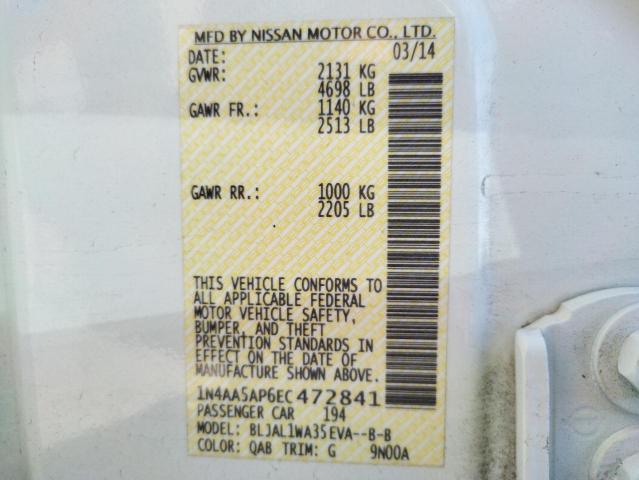 MFD BY NISSAN MOTOR CO., LTD.
DATE: 03/14
GVWR: 2131 KG
4698 LB
GAWR FR.: 1140 KG
2513 LB
GAWR RR.: 1000 KG
2205 LB
THIS VEHICLE CONFORMS TO
ALL APPLICABLE FEDERAL
MOTOR VEHICLE SAFETY,
BUMPER, AND THEFT
PREVENTION STANDARDS IN
EFFECT ON THE DATE OF
MANUFACTURE SHOWN ABOVE.
1N4AA5AP6EC472841
PASSENGER CAR 194
MODEL: BLJAL1WA35EVA--B-B
COLOR: QAB TRIM: G 9N00A